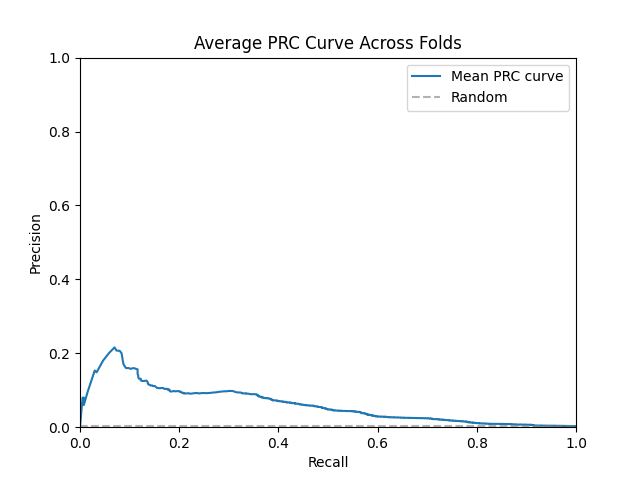 Average PRC Curve Across Folds
Mean PRC curve
Random
Precision
1.0
0.8
0.6
0.4
0.2
0.0
0.0 0.2 0.4 0.6 0.8 1.0
Recall